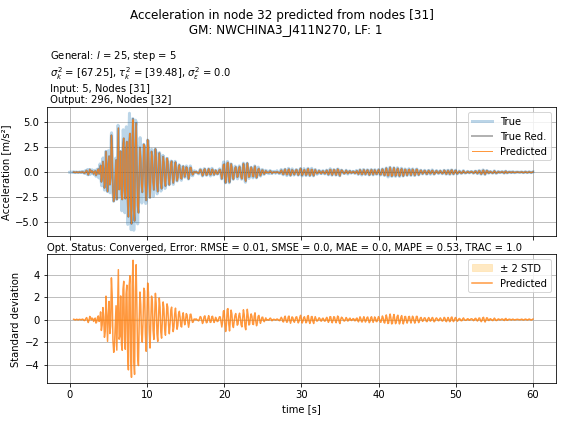 Acceleration in node 32 predicted from nodes [31]
GM: NWCHINA3_J411N270, LF: 1
General: l = 25, step = 5
σ²ₖ = [67.25], τ²ₖ = [39.48], σ²ε = 0.0
Input: 5, Nodes [31]
Output: 296, Nodes [32]
Acceleration [m/s²]
5.0
2.5
0.0
−2.5
−5.0
True
True Red.
Predicted
Opt. Status: Converged, Error: RMSE = 0.01, SMSE = 0.0, MAE = 0.0, MAPE = 0.53, TRAC = 1.0
Standard deviation
4
2
0
−2
−4
± 2 STD
Predicted
0 10 20 30 40 50 60
time [s]